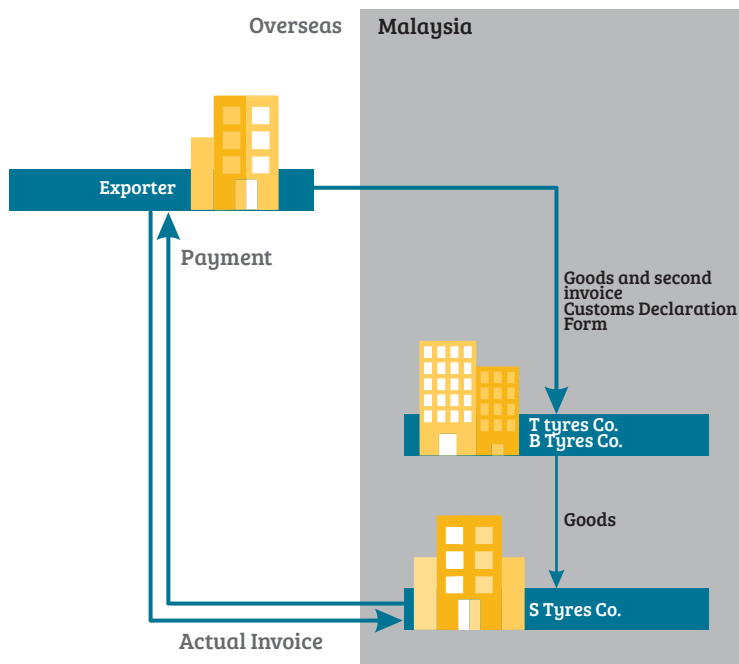 Overseas
Malaysia
Exporter
Payment
Goods and second
invoice
Customs Declaration
Form
T tyres Co.
B Tyres Co.
Goods
S Tyres Co.
Actual Invoice